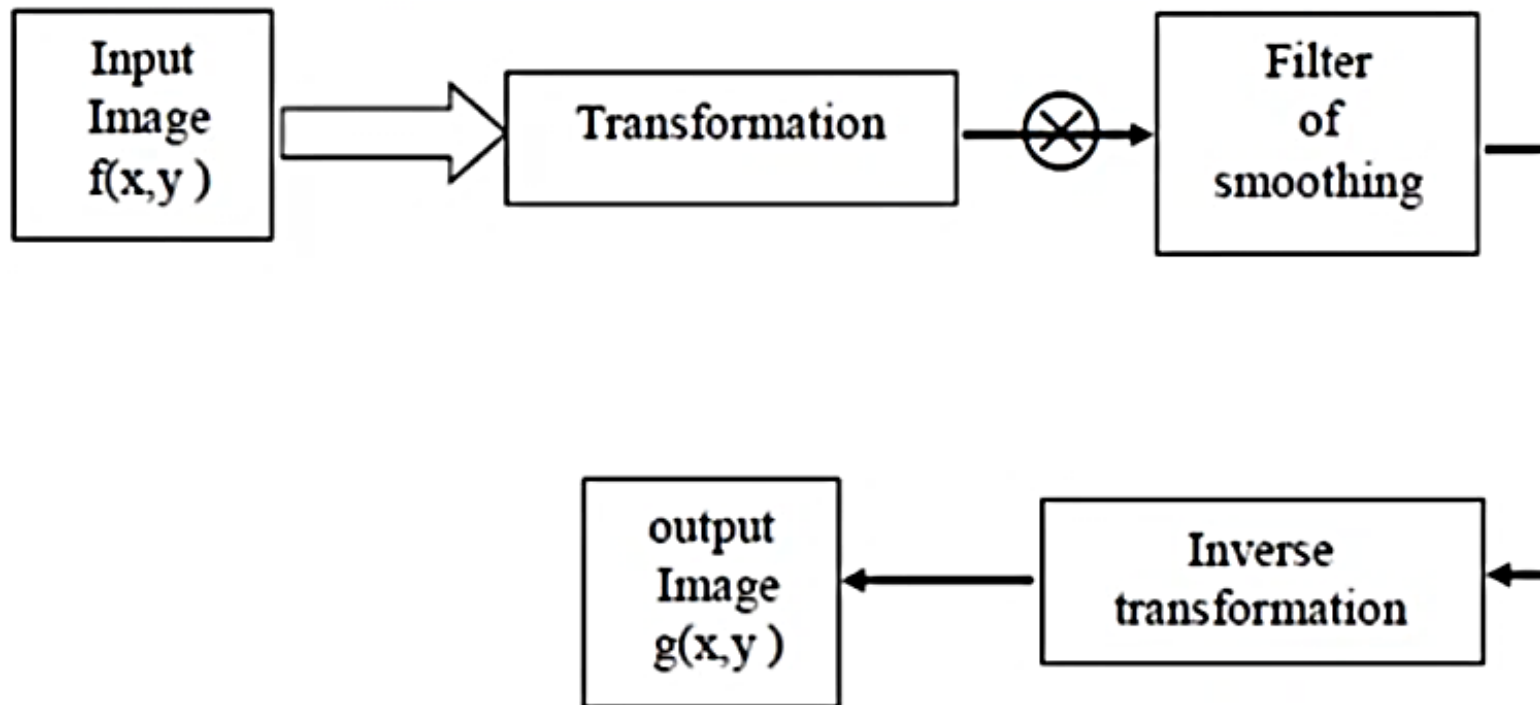 Input
Image
f(x,y )
Transformation
Filter
of
smoothing
Inverse
transformation
output
Image
g(x,y )